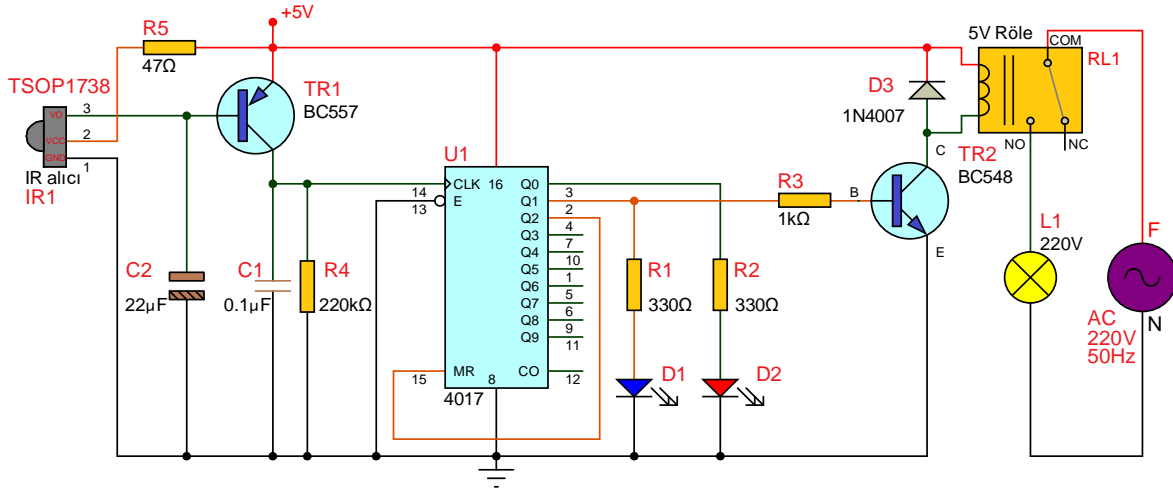 +5V
R5
47Ω
TSOP1738
3
VO
VCC
2
GND
1
IR alıcı
IR1
TR1
BC557
C2
22µF
C1
0.1µF
R4
220kΩ
U1
14
13
15
CLK
16
E
MR
8
Q0
Q1
Q2
Q3
Q4
Q5
Q6
Q7
Q8
Q9
CO
3
2
4
7
10
1
5
6
9
11
12
4017
R1
330Ω
R2
330Ω
D1
D2
R3
1kΩ
B
C
E
TR2
BC548
D3
1N4007
5V Röle
COM
RL1
NO
NC
L1
220V
F
N
AC
220V
50Hz